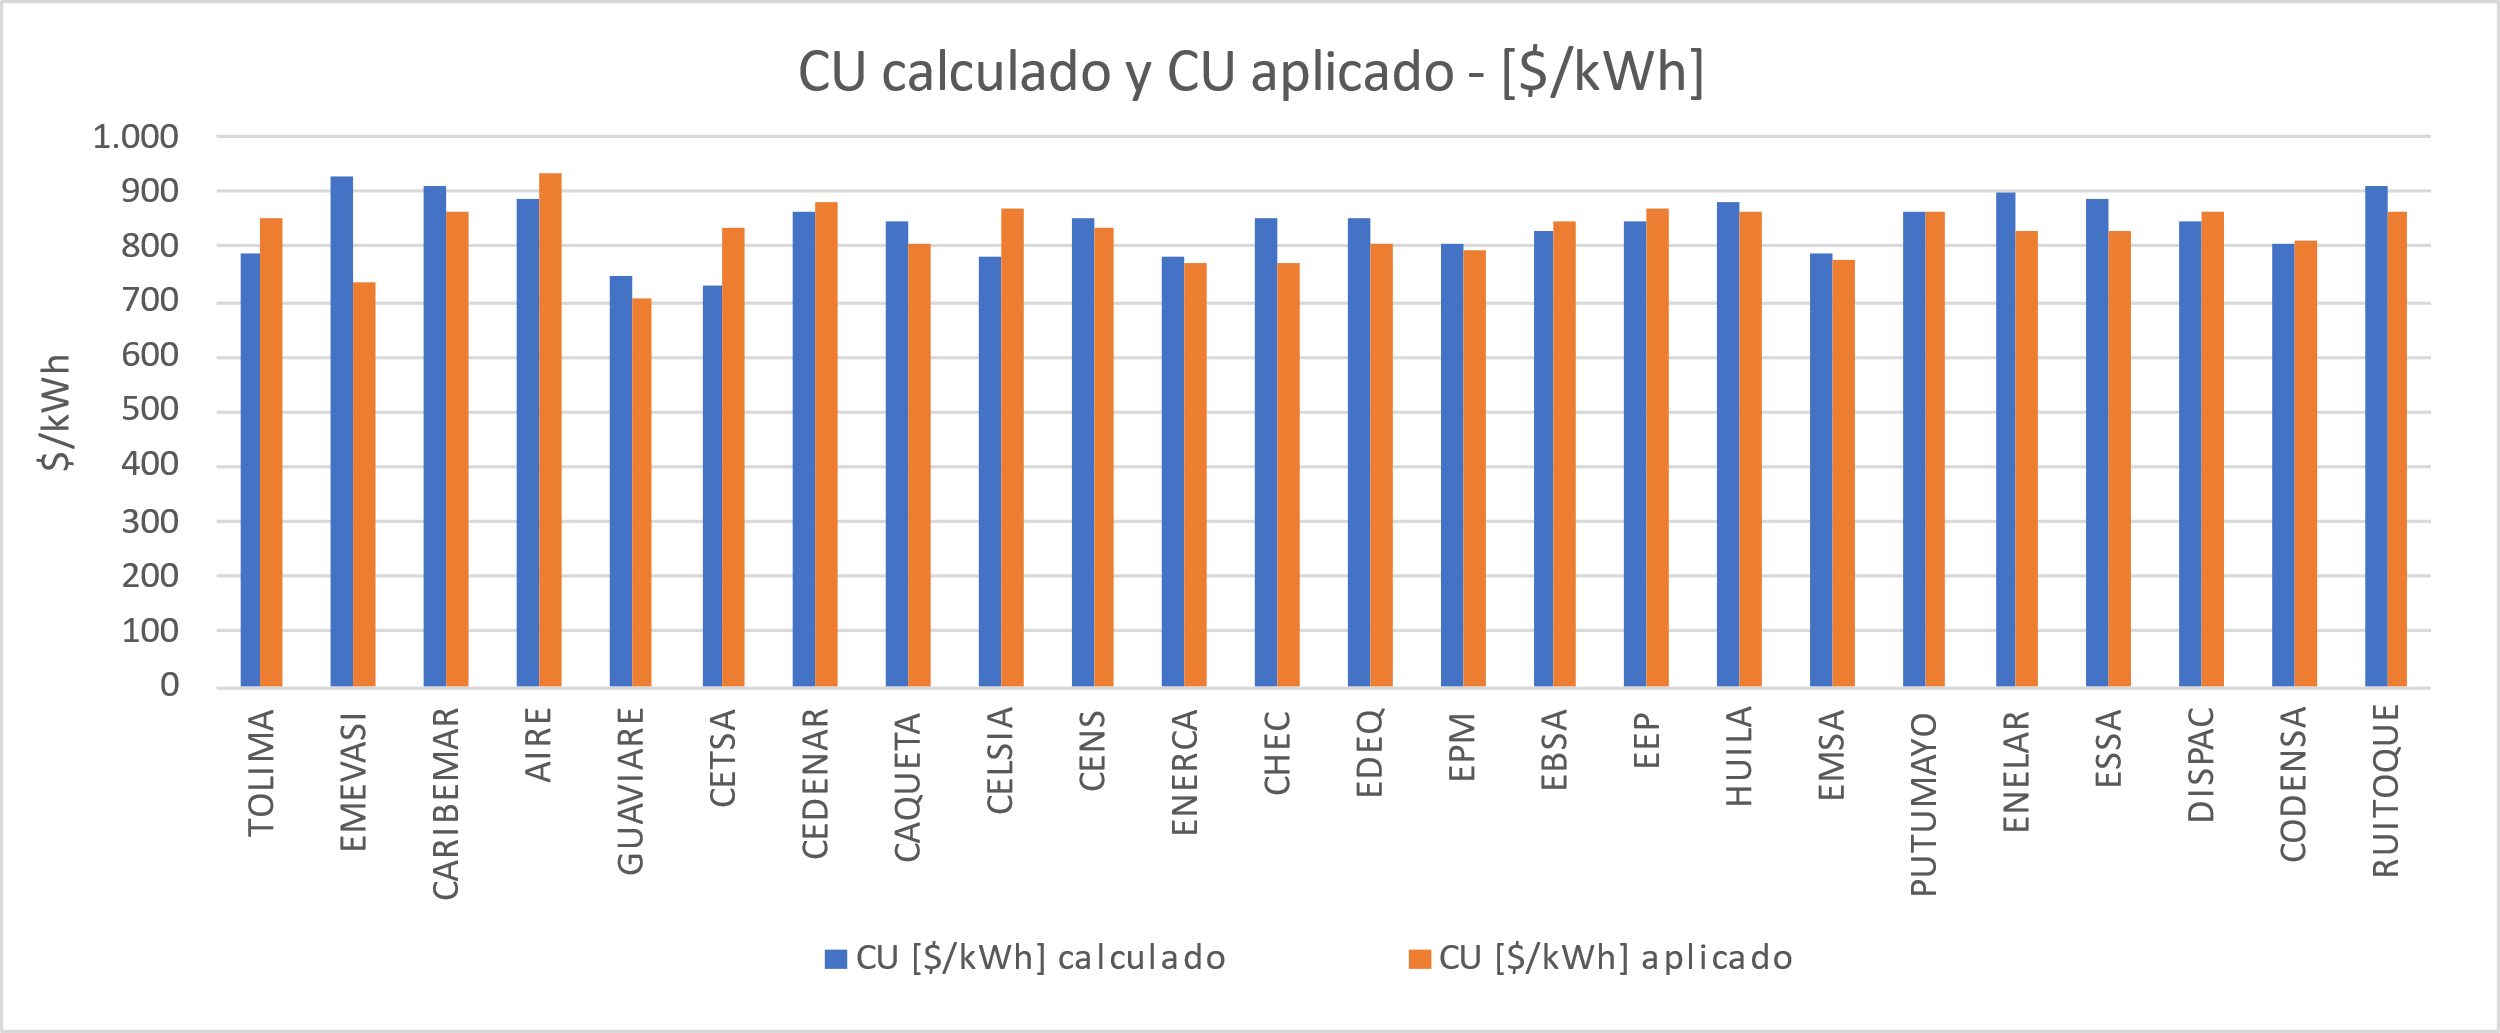 CU calculado y CU aplicado - [$/kWh]
1.000
900
800
700
600
500
400
300
200
100
0
$/kWh
TOLIMA
EMEVASI
CARIBEMAR
AIRE
GUAVIARE
CETSA
CEDENAR
CAQUETA
CELSIA
CENS
ENERCA
CHEC
EDEQ
EPM
EBSA
EEP
HUILA
EMSA
PUTUMAYO
ENELAR
ESSA
DISPAC
CODENSA
RUITOQUE
CU [$/kWh] calculado
CU [$/kWh] aplicado